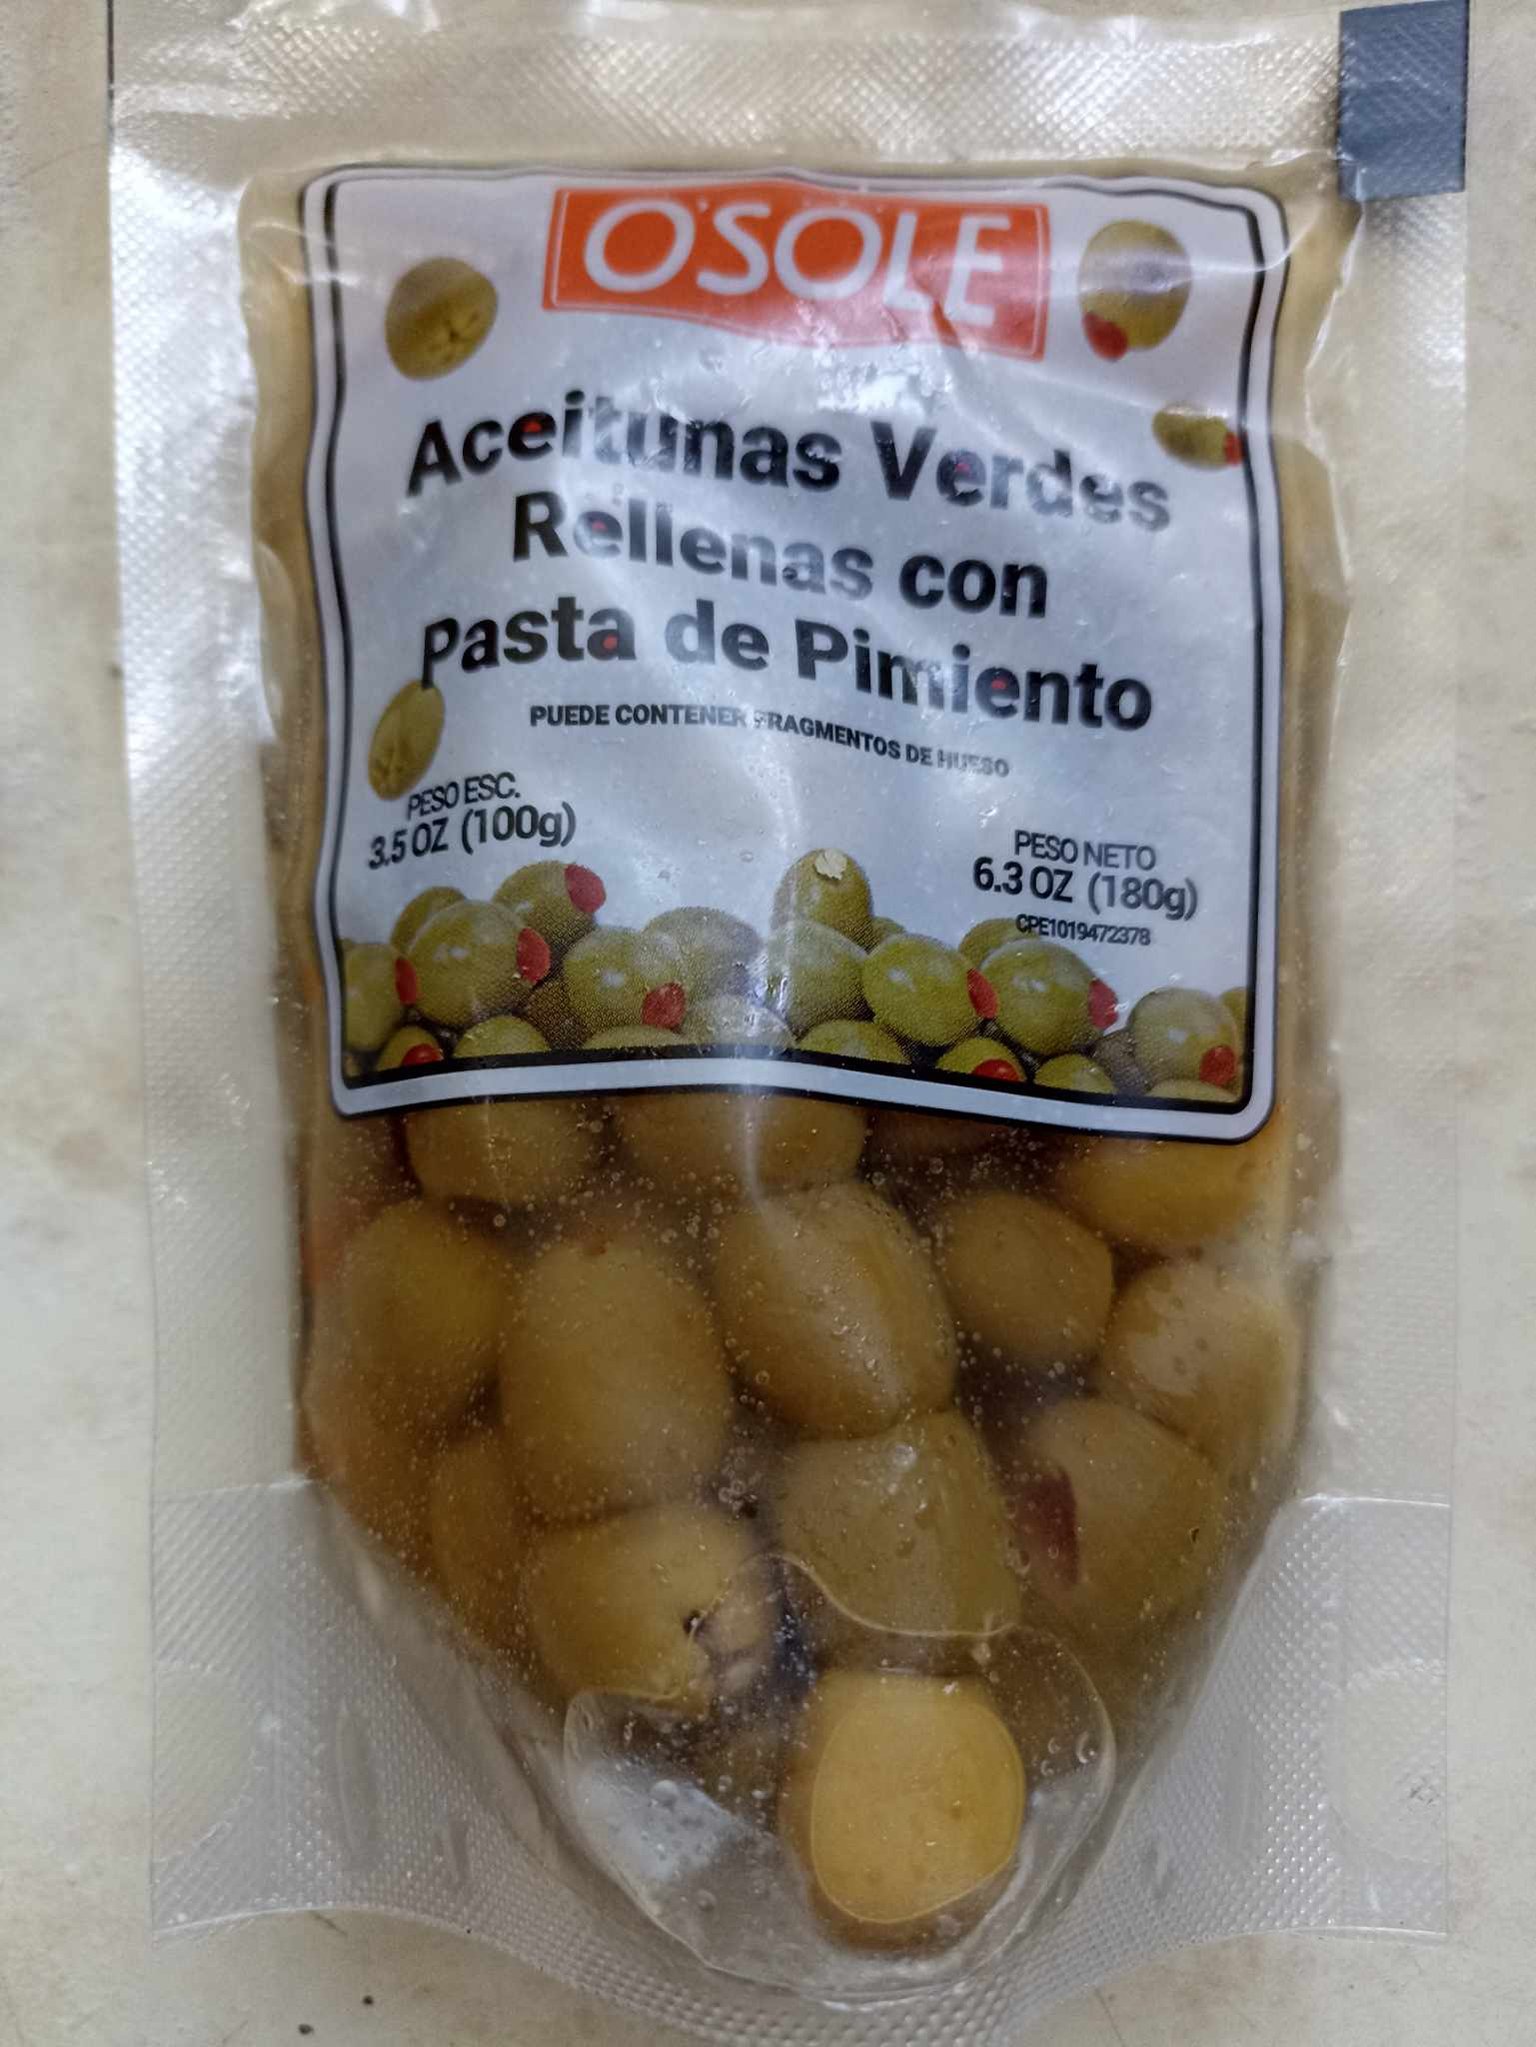 O'SOLE
Aceitunas Verdes
Rellenas con
Pasta de Pimiento
PUEDE CONTENER FRAGMENTOS DE HUESO
PESO ESC.
3.5 OZ (100g)
PESO NETO
6.3 OZ (180g)
CPE1019472378